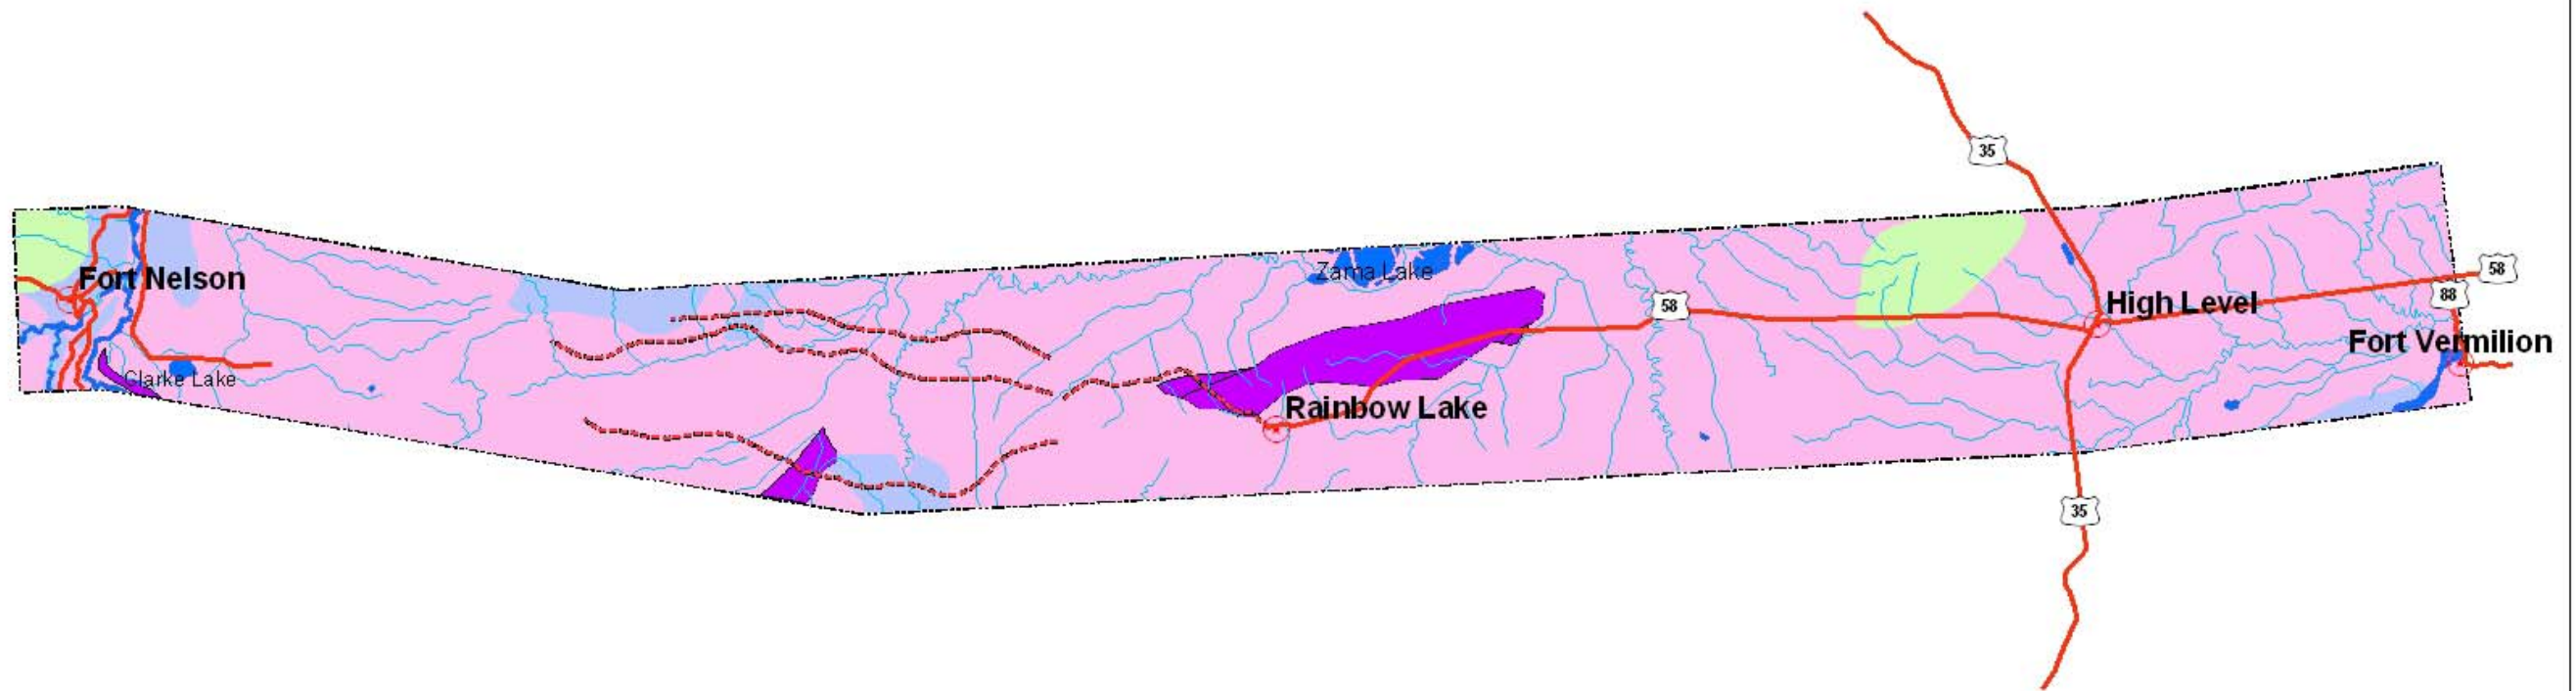 35
Fort Nelson
Zama Lake
58
58
88
High Level
Fort Vermilion
Clarke Lake
Rainbow Lake
35